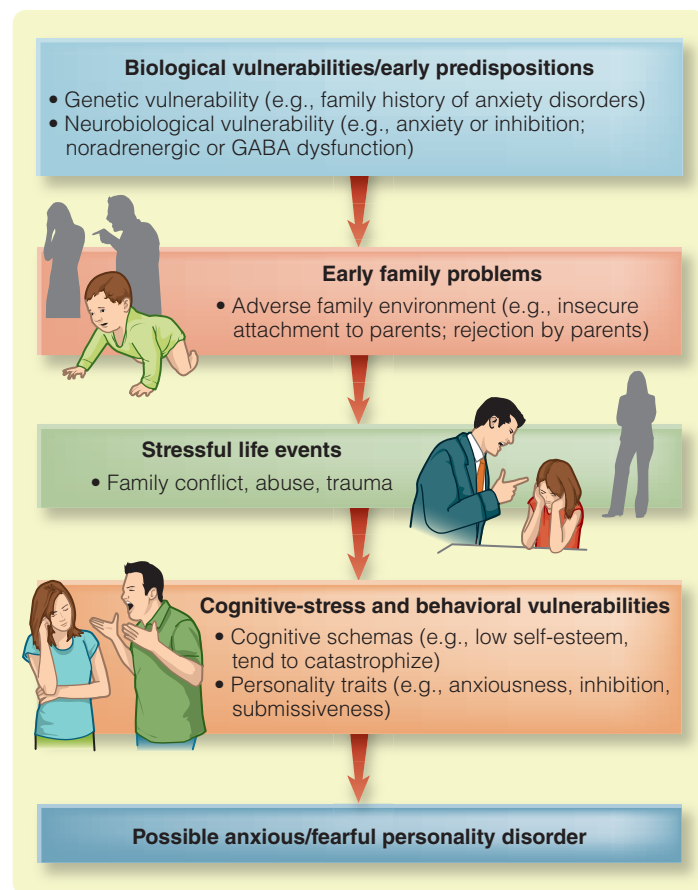 Biological vulnerabilities/early predispositions
• Genetic vulnerability (e.g., family history of anxiety disorders)
• Neurobiological vulnerability (e.g., anxiety or inhibition;
noradrenergic or GABA dysfunction)
Early family problems
• Adverse family environment (e.g., insecure
attachment to parents; rejection by parents)
Stressful life events
• Family conflict, abuse, trauma
Cognitive-stress and behavioral vulnerabilities
• Cognitive schemas (e.g., low self-esteem,
tend to catastrophize)
• Personality traits (e.g., anxiousness, inhibition,
submissiveness)
Possible anxious/fearful personality disorder